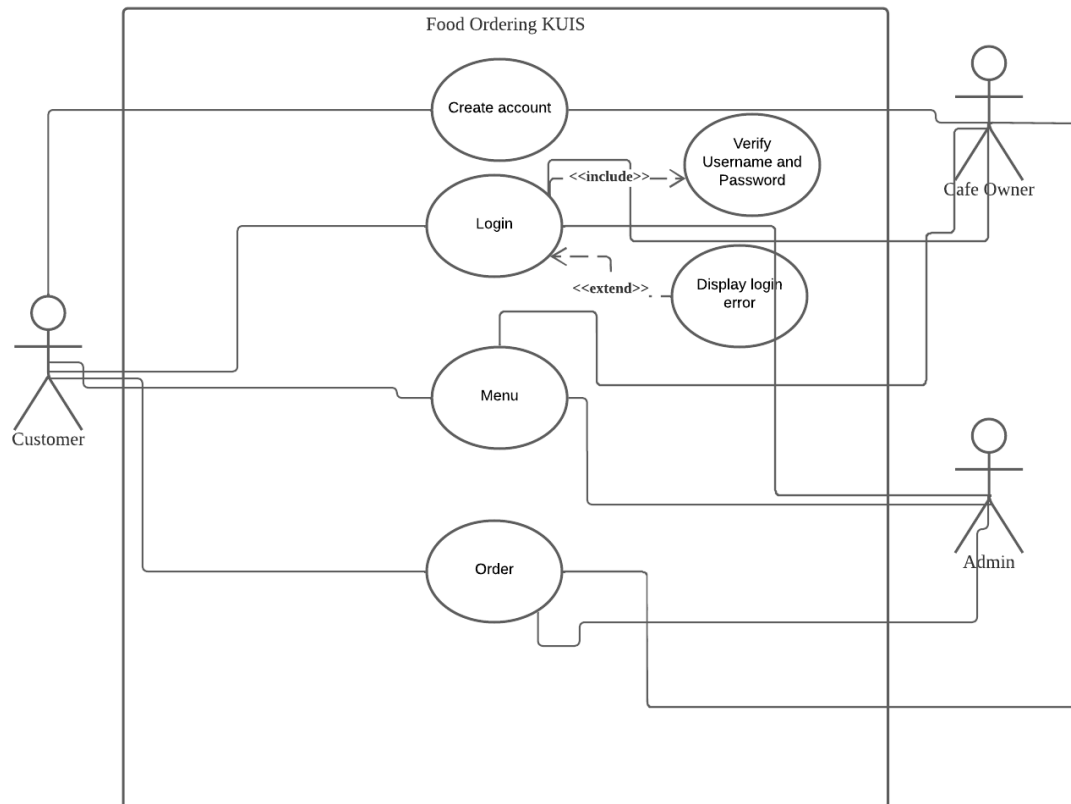 Food Ordering KUIS
Create account
Verify
Username and
Password
<<include>>
Cafe Owner
Login
Display login
error
<<extend>>
Menu
Customer
Order
Admin